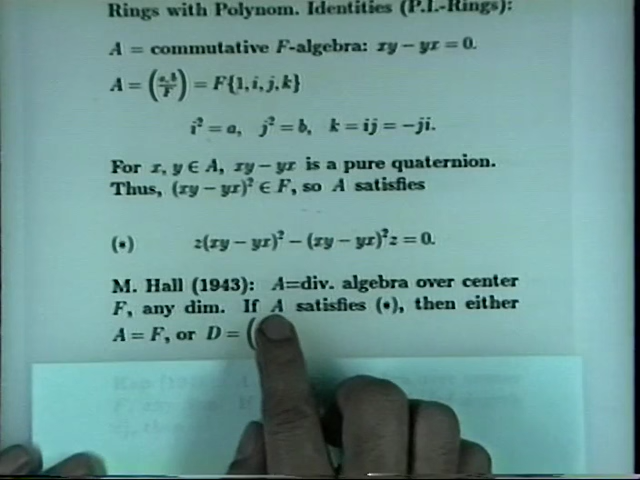 Rings with Polynom. Identities (P.I.-Rings):
A = commutative F-algebra: xy − yx = 0.
A = (a,b/F) = F{1, i, j, k}
i² = a, j² = b, k = ij = −ji.
For x, y ∈ A, xy − yx is a pure quaternion.
Thus, (xy − yx)² ∈ F, so A satisfies
(•) z(xy − yx)² − (xy − yx)²z = 0.
M. Hall (1943): A=div. algebra over center
F, any dim. If A satisfies (•), then either
A = F, or D = (